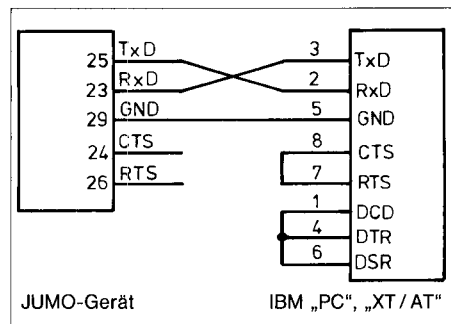 25 TxD 3 TxD
23 RxD 2 RxD
29 GND 5 GND
24 CTS 8 CTS
26 RTS 7 RTS
1 DCD
4 DTR
6 DSR
JUMO-Gerät IBM „PC“, „XT / AT“